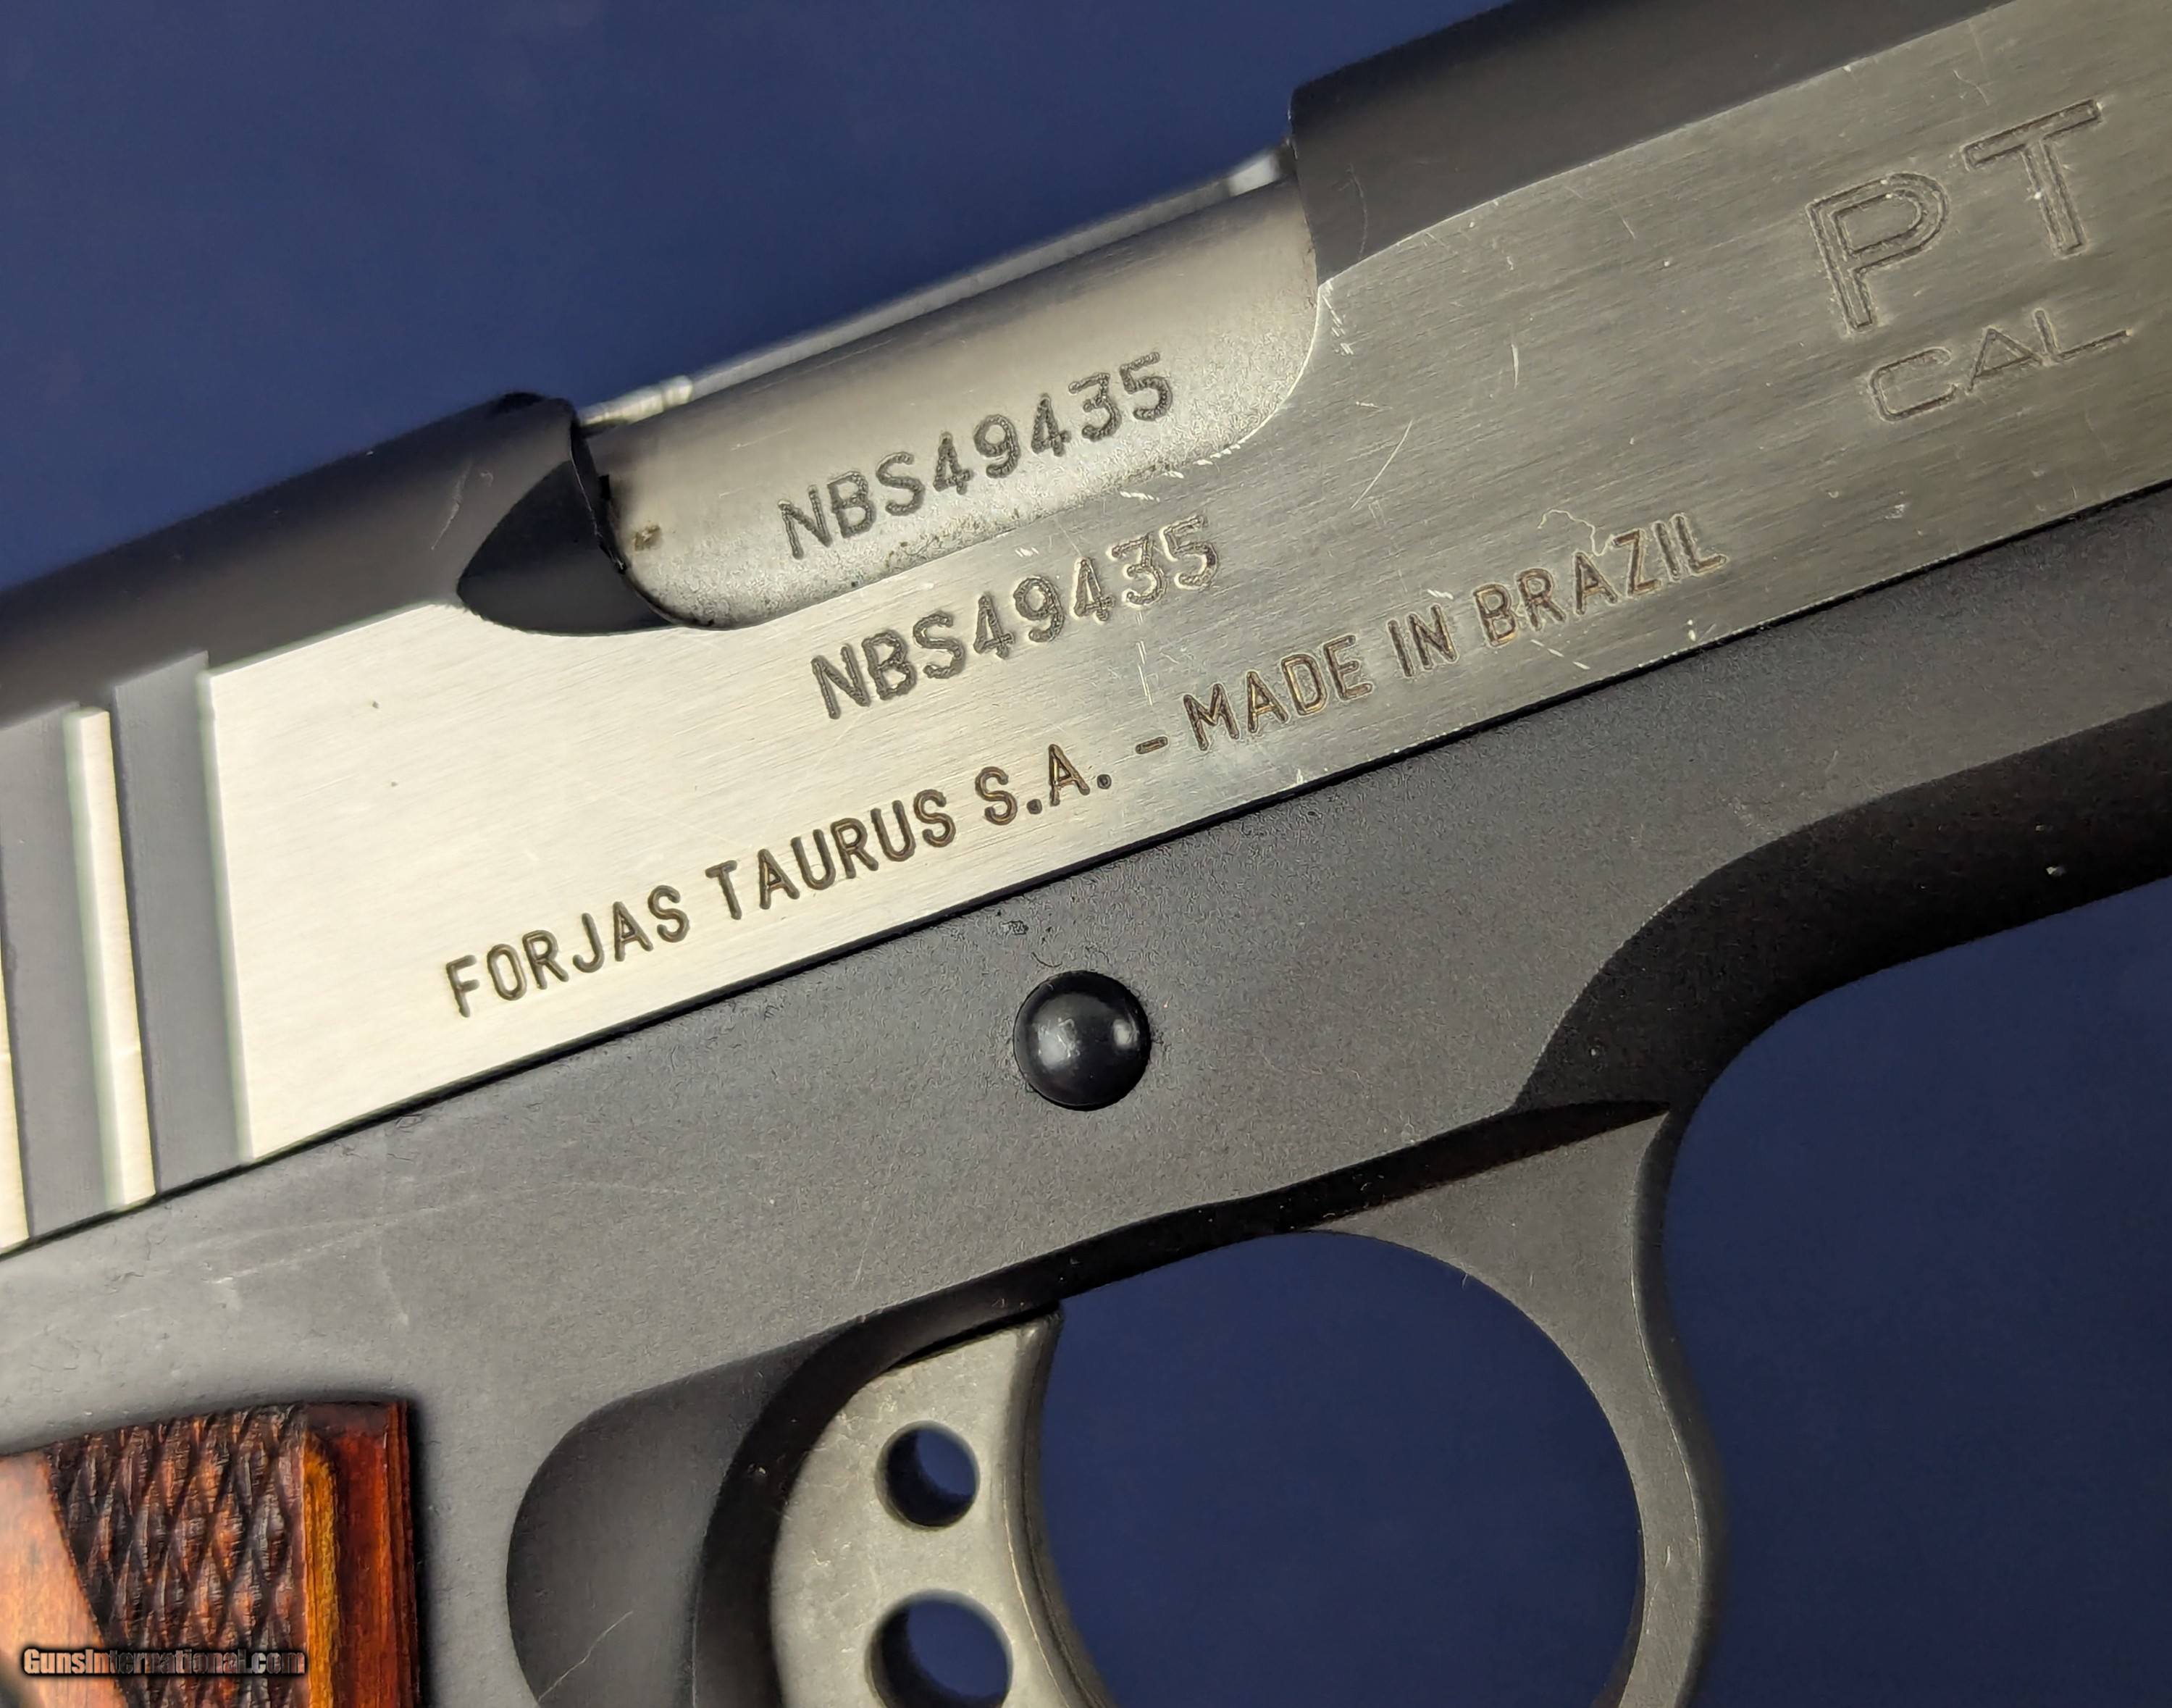 PT
CAL
NBS49435
NBS49435
FORJAS TAURUS S.A. - MADE IN BRAZIL
GunsInternational.com